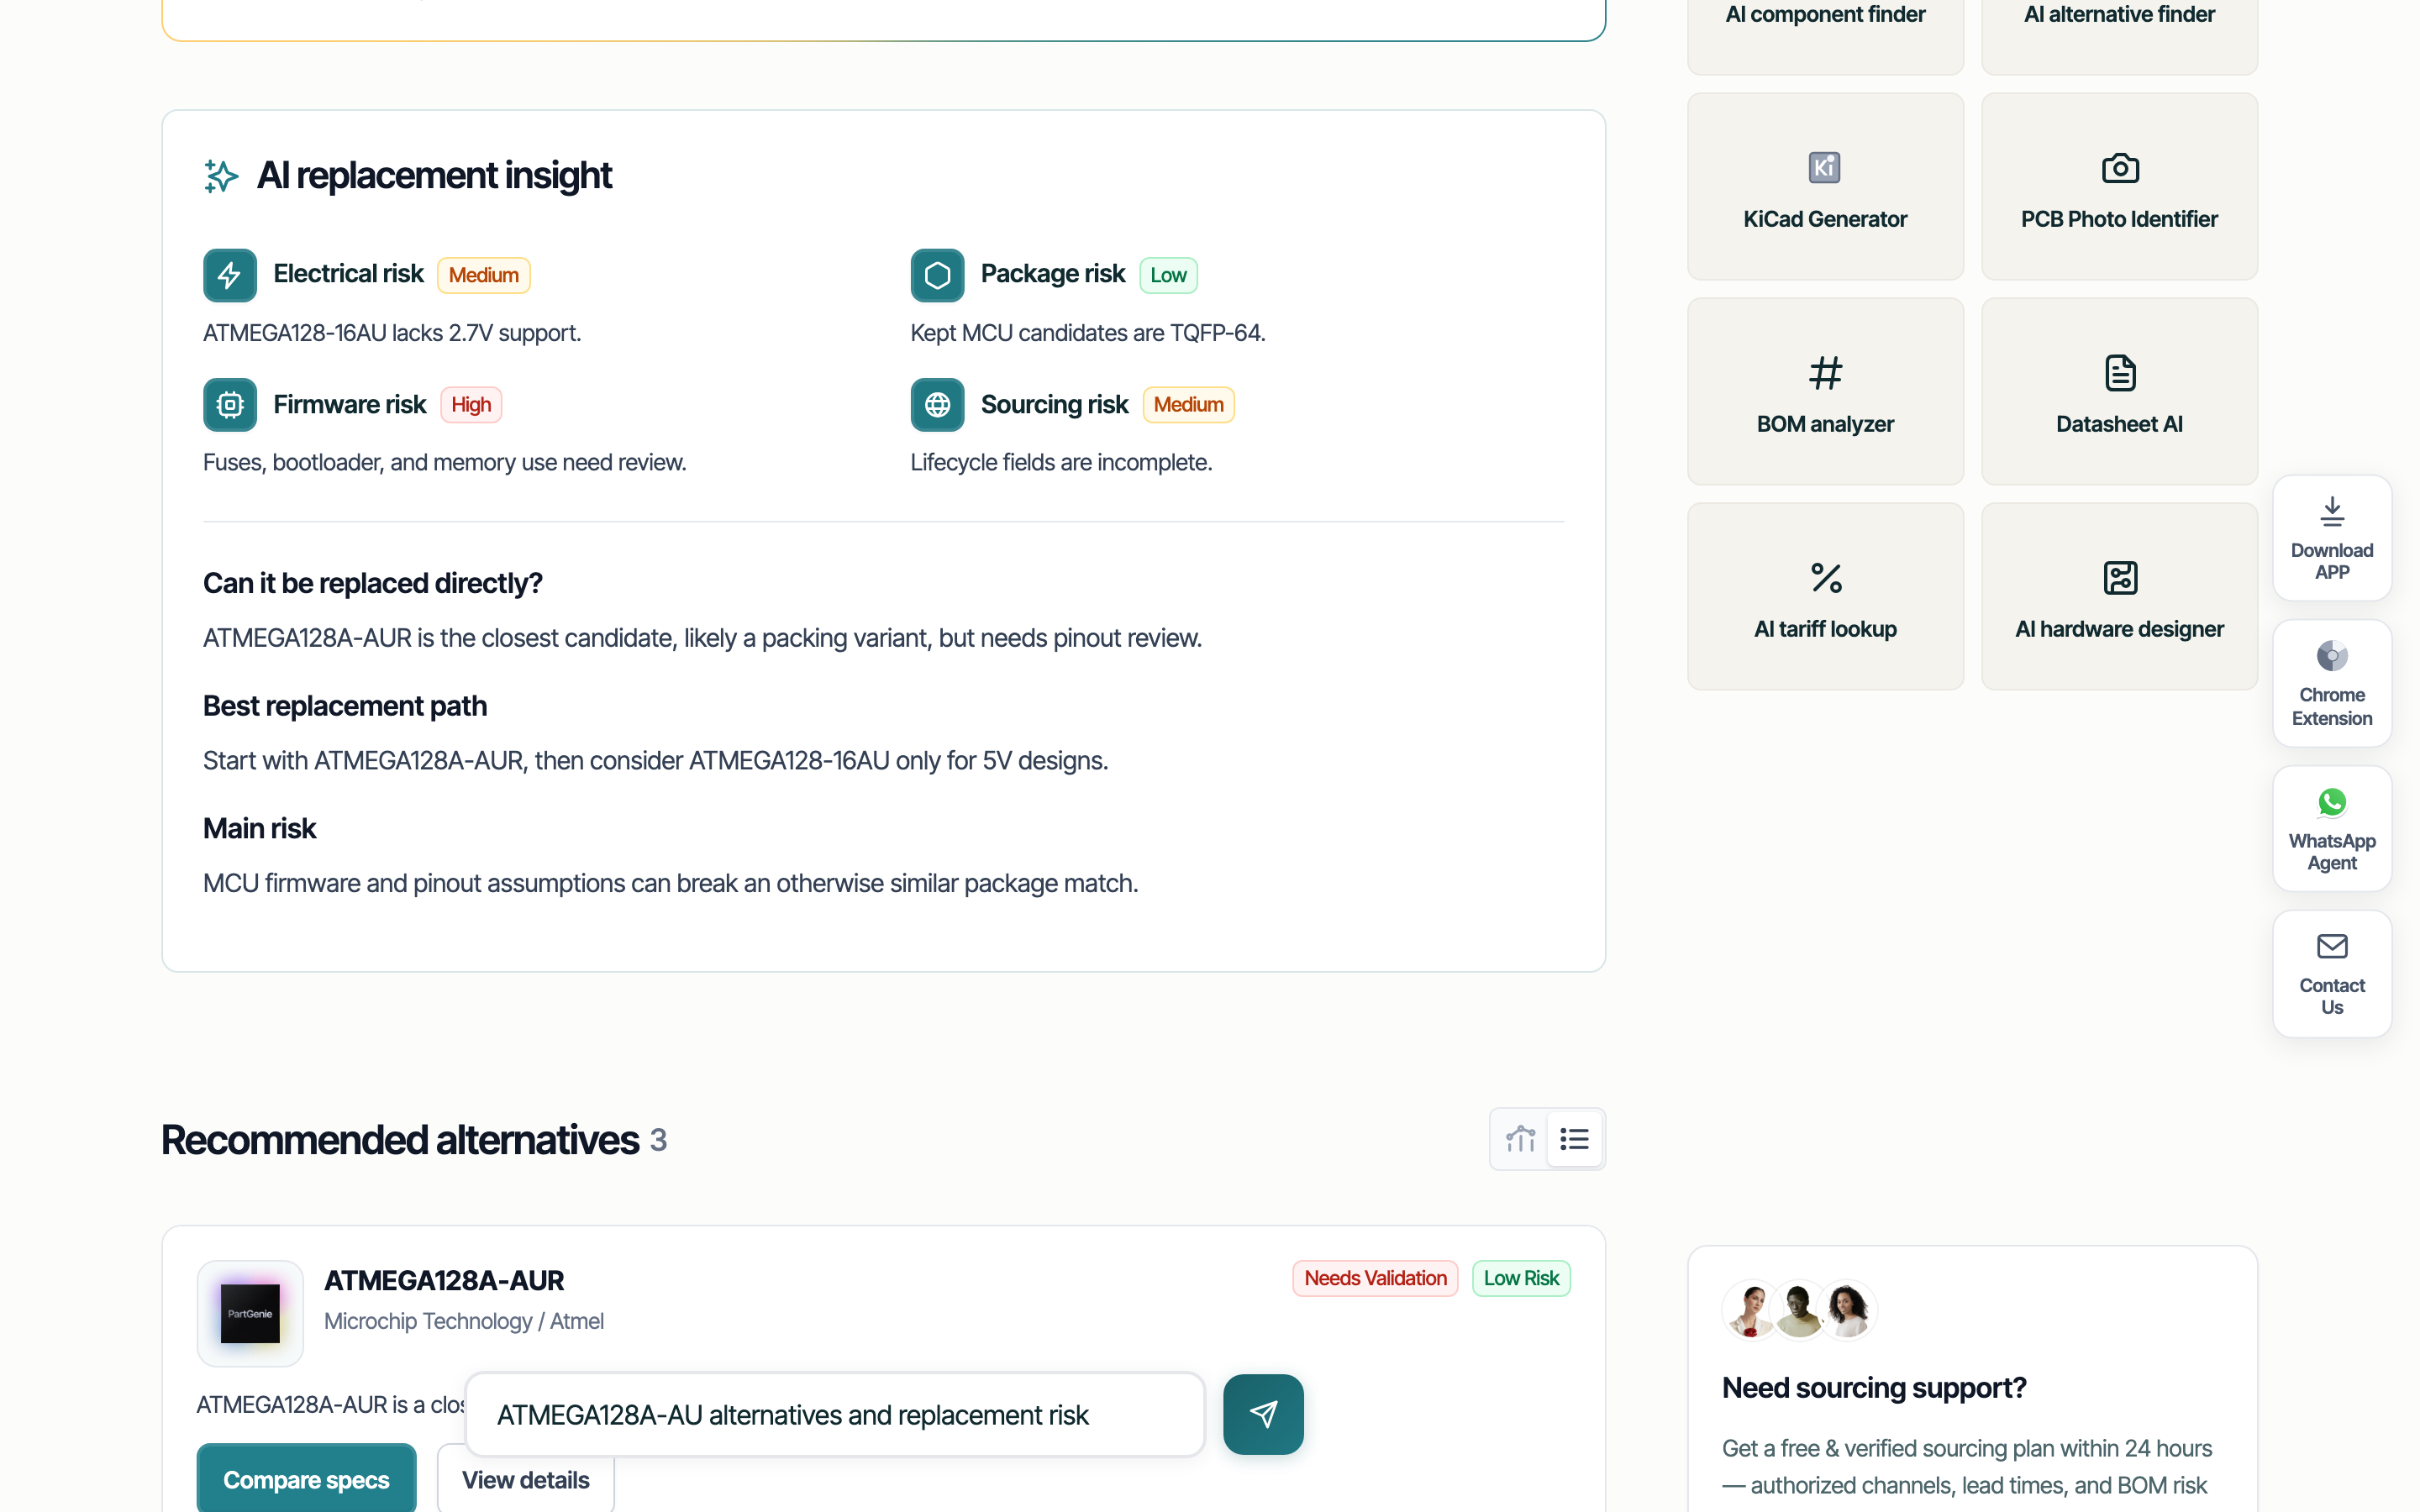 AI replacement insight
Electrical risk Medium
ATMEGA128-16AU lacks 2.7V support.
Package risk Low
Kept MCU candidates are TQFP-64.
Firmware risk High
Fuses, bootloader, and memory use need review.
Sourcing risk Medium
Lifecycle fields are incomplete.
Can it be replaced directly?
ATMEGA128A-AUR is the closest candidate, likely a packing variant, but needs pinout review.
Best replacement path
Start with ATMEGA128A-AUR, then consider ATMEGA128-16AU only for 5V designs.
Main risk
MCU firmware and pinout assumptions can break an otherwise similar package match.
Recommended alternatives 3
PartGenie
ATMEGA128A-AUR
Microchip Technology / Atmel
Needs Validation
Low Risk
ATMEGA128A-AUR is a
ATMEGA128A-AU alternatives and replacement risk
Compare specs
View details
AI component finder
AI alternative finder
Ki
KiCad Generator
PCB Photo Identifier
BOM analyzer
Datasheet AI
AI tariff lookup
AI hardware designer
Need sourcing support?
Get a free & verified sourcing plan within 24 hours
— authorized channels, lead times, and BOM risk
Download
APP
Chrome
Extension
WhatsApp
Agent
Contact
Us